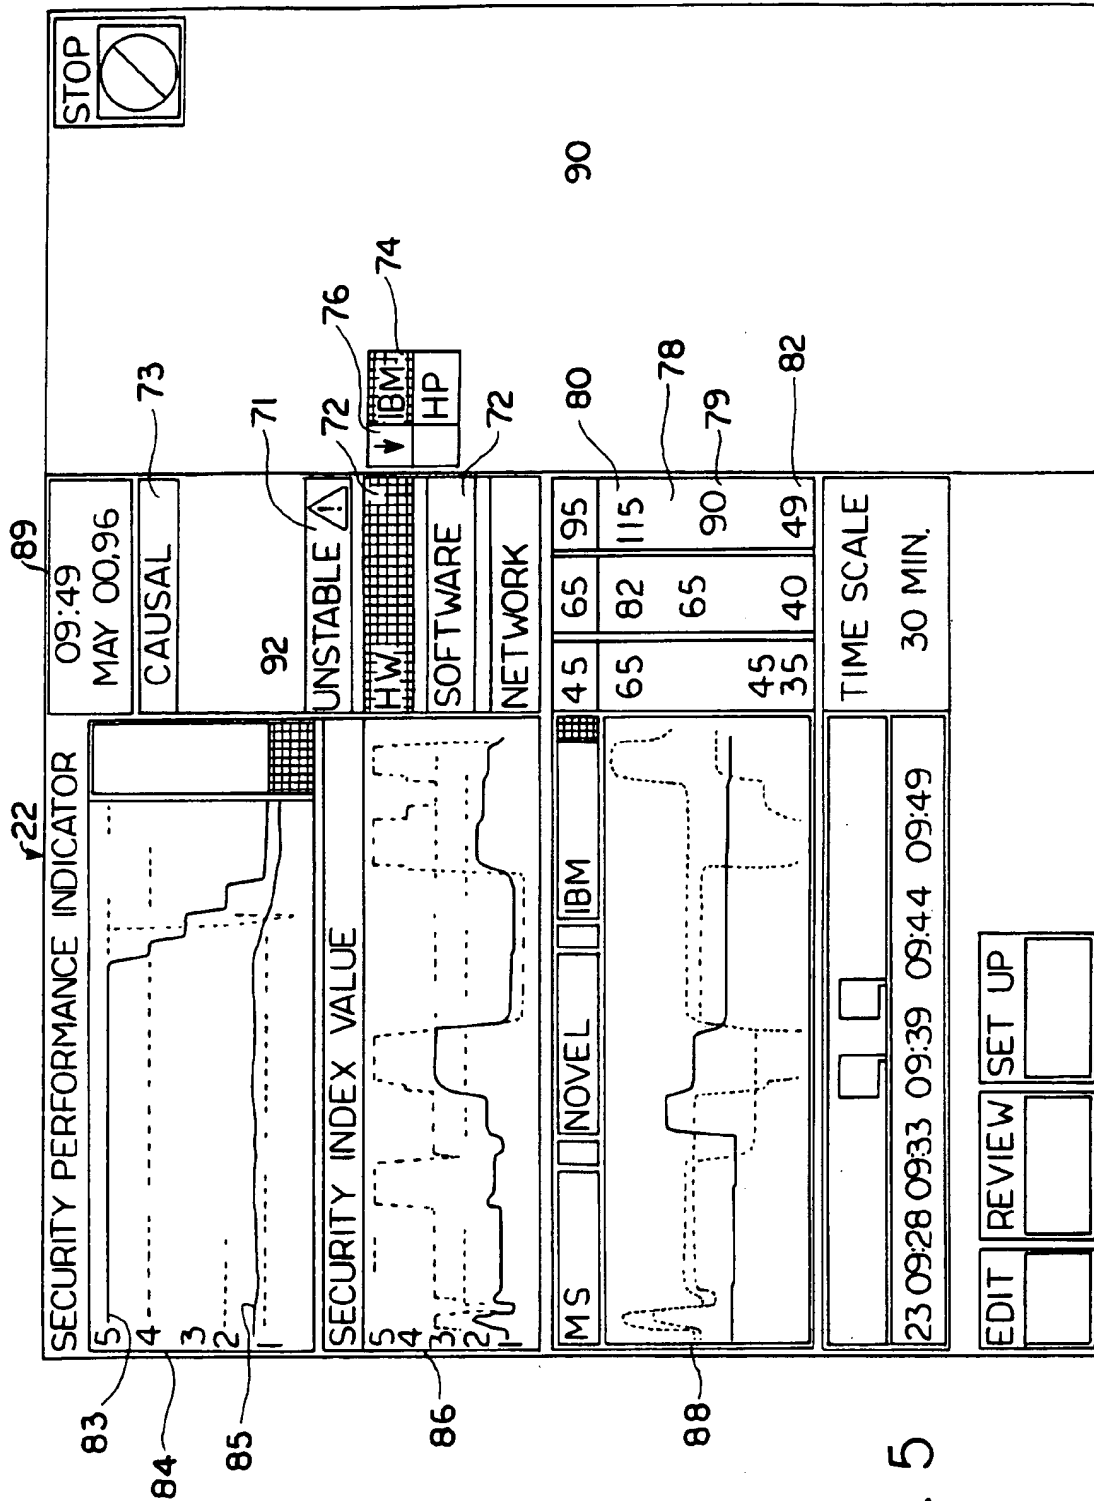 22
89
SECURITY PERFORMANCE INDICATOR
09:49
MAY 00,96
STOP
83
5
4
3
2
1
84
85
CAUSAL
73
92
71
UNSTABLE
SECURITY INDEX VALUE
5
4
3
2
1
86
HW
72
SOFTWARE
72
NETWORK
76
74
IBM
HP
90
MS
NOVEL
IBM
45 65 95
65 82 115
80
78
65 90
79
45
35 40 49
82
88
TIME SCALE
30 MIN.
23 09:28 09:33 09:39 09:44 09:49
EDIT
REVIEW
SET UP
. 5